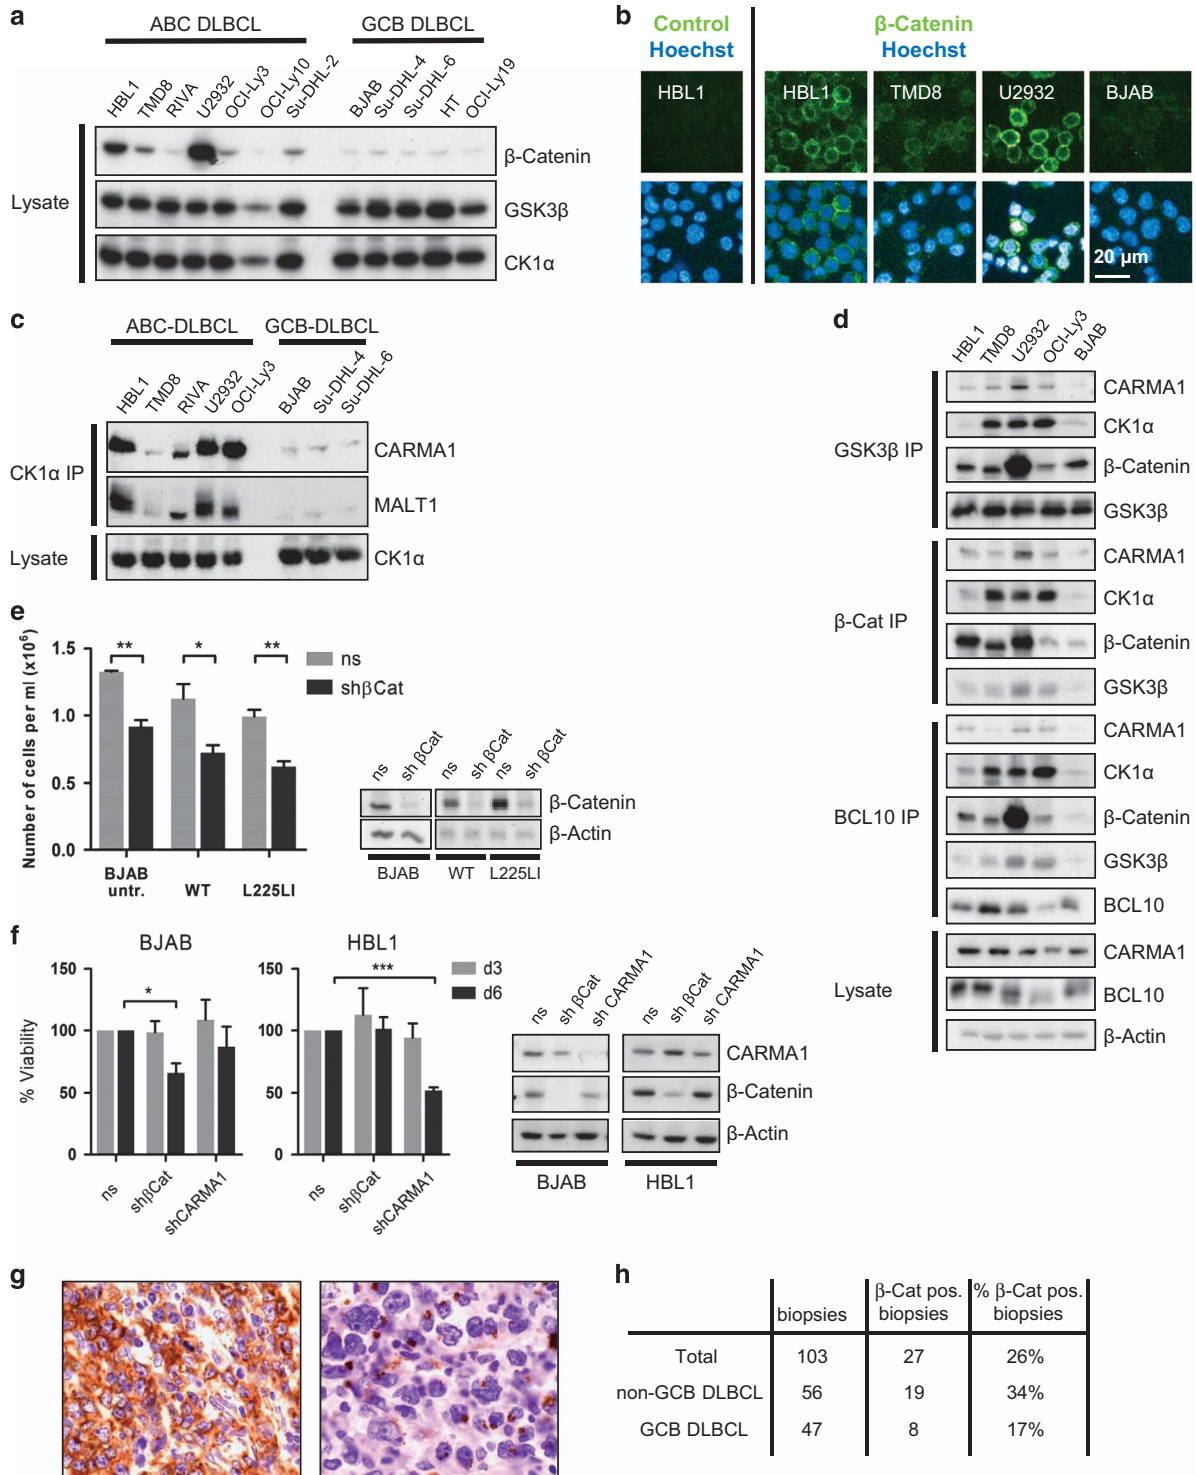 a
ABC DLBCL
GCB DLBCL
HBL1
TMD8
RIVA
U2932
OCI-Ly3
OCI-Ly10
Su-DHL-2
BJAB
Su-DHL-4
Su-DHL-6
HT
OCI-Ly19
Lysate
β-Catenin
GSK3β
CK1α
b
Control
Hoechst
β-Catenin
Hoechst
HBL1
HBL1
TMD8
U2932
BJAB
20 µm
c
ABC-DLBCL
GCB-DLBCL
HBL1
TMD8
RIVA
U2932
OCI-Ly3
BJAB
Su-DHL-4
Su-DHL-6
CK1α IP
CARMA1
MALT1
Lysate
CK1α
d
HBL1
TMD8
U2932
OCI-Ly3
BJAB
GSK3β IP
CARMA1
CK1α
β-Catenin
GSK3β
β-Cat IP
CARMA1
CK1α
β-Catenin
GSK3β
BCL10 IP
CARMA1
CK1α
β-Catenin
GSK3β
BCL10
Lysate
CARMA1
BCL10
β-Actin
e
Number of cells per ml (x10⁶)
1.5
1.0
0.5
0.0
**
*
**
ns
shβCat
BJAB untr.
WT
L225LI
ns
sh βCat
ns
sh βCat
ns
sh βCat
β-Catenin
β-Actin
BJAB
WT
L225LI
f
BJAB
HBL1
% Viability
150
100
50
0
*
ns
shβCat
shCARMA1
150
100
50
0
***
ns
shβCat
shCARMA1
d3
d6
ns
sh βCat
sh CARMA1
ns
sh βCat
sh CARMA1
CARMA1
β-Catenin
β-Actin
BJAB
HBL1
g
h
biopsies
β-Cat pos. biopsies
% β-Cat pos. biopsies
Total 103 27 26%
non-GCB DLBCL 56 19 34%
GCB DLBCL 47 8 17%